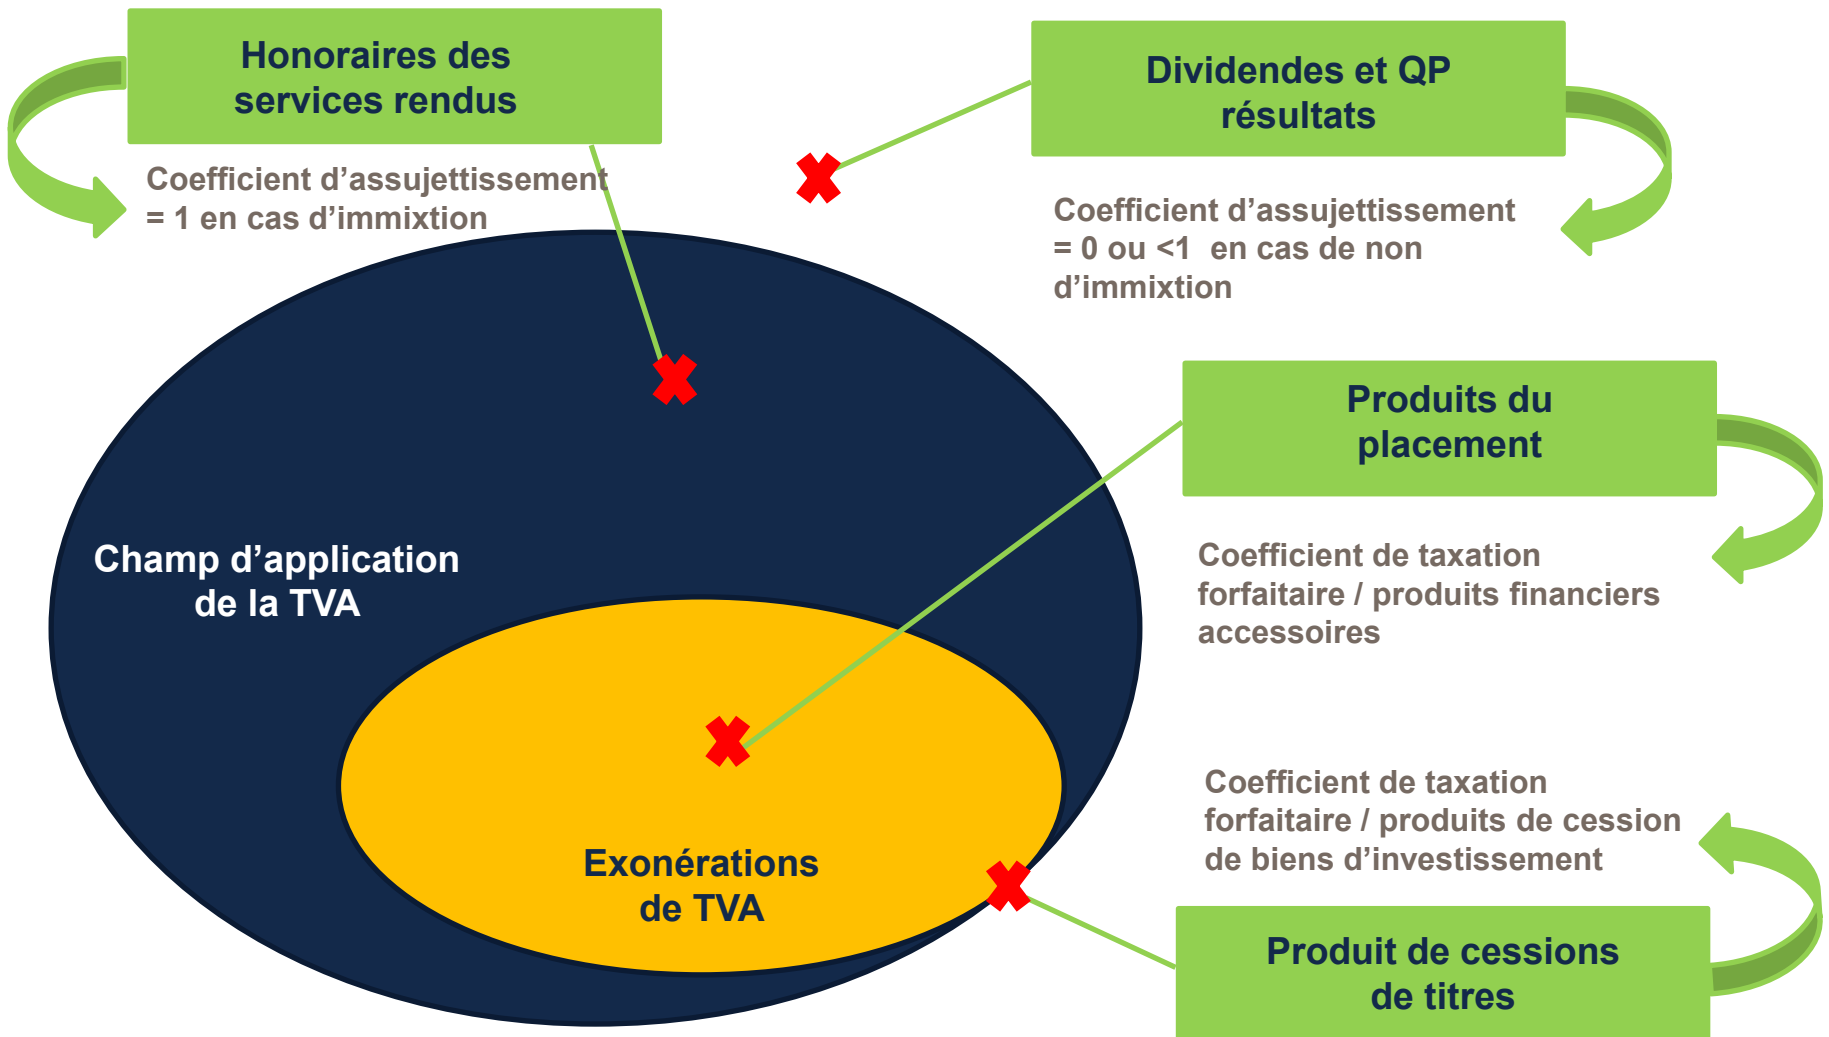 Honoraires des
services rendus
Coefficient d’assujettissement
= 1 en cas d’immixtion
Dividendes et QP
résultats
Coefficient d’assujettissement
= 0 ou <1 en cas de non
d’immixtion
Produits du
placement
Coefficient de taxation
forfaitaire / produits financiers
accessoires
Champ d’application
de la TVA
Exonérations
de TVA
Coefficient de taxation
forfaitaire / produits de cession
de biens d’investissement
Produit de cessions
de titres